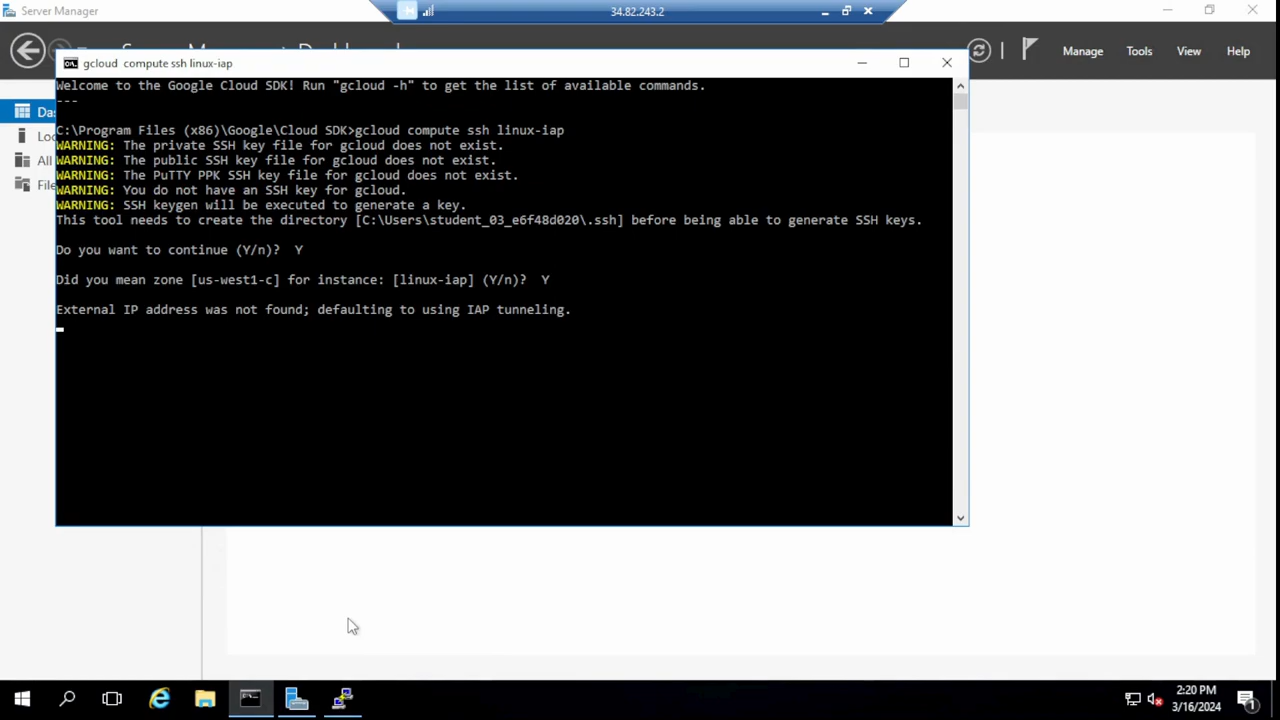 Server Manager
34.82.243.2
Manage
Tools
View
Help
gcloud compute ssh linux-iap
Welcome to the Google Cloud SDK! Run "gcloud -h" to get the list of available commands.
---
C:\Program Files (x86)\Google\Cloud SDK>gcloud compute ssh linux-iap
WARNING: The private SSH key file for gcloud does not exist.
WARNING: The public SSH key file for gcloud does not exist.
WARNING: The PuTTY PPK SSH key file for gcloud does not exist.
WARNING: You do not have an SSH key for gcloud.
WARNING: SSH keygen will be executed to generate a key.
This tool needs to create the directory [C:\Users\student_03_e6f48d020\.ssh] before being able to generate SSH keys.
Do you want to continue (Y/n)? Y
Did you mean zone [us-west1-c] for instance: [linux-iap] (Y/n)? Y
External IP address was not found; defaulting to using IAP tunneling.
Das
Loc
All
File
2:20 PM
3/16/2024
1